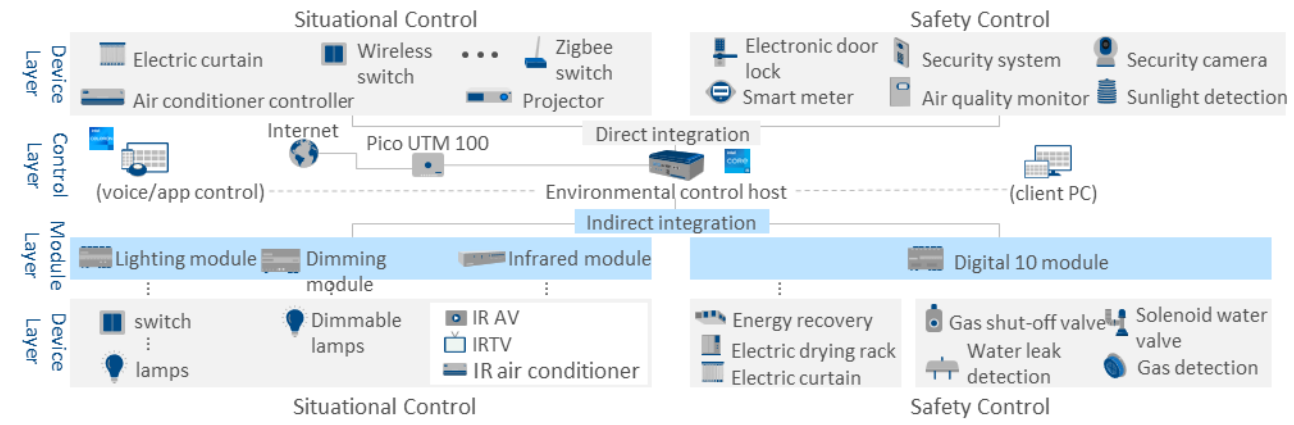 Situational Control
Safety Control
Device
Layer
Electric curtain
Wireless
switch
Zigbee
switch
Air conditioner controller
Projector
Electronic door
lock
Security system
Security camera
Smart meter
Air quality monitor
Sunlight detection
Control
Layer
Internet
Pico UTM 100
Direct integration
(voice/app control)
Environmental control host
(client PC)
Indirect integration
Module
Layer
Lighting module
Dimming
module
Infrared module
Digital 10 module
Device
Layer
switch
lamps
Dimmable
lamps
IR AV
IRTV
IR air conditioner
Energy recovery
Electric drying rack
Electric curtain
Gas shut-off valve
Solenoid water
valve
Water leak
detection
Gas detection
Situational Control
Safety Control